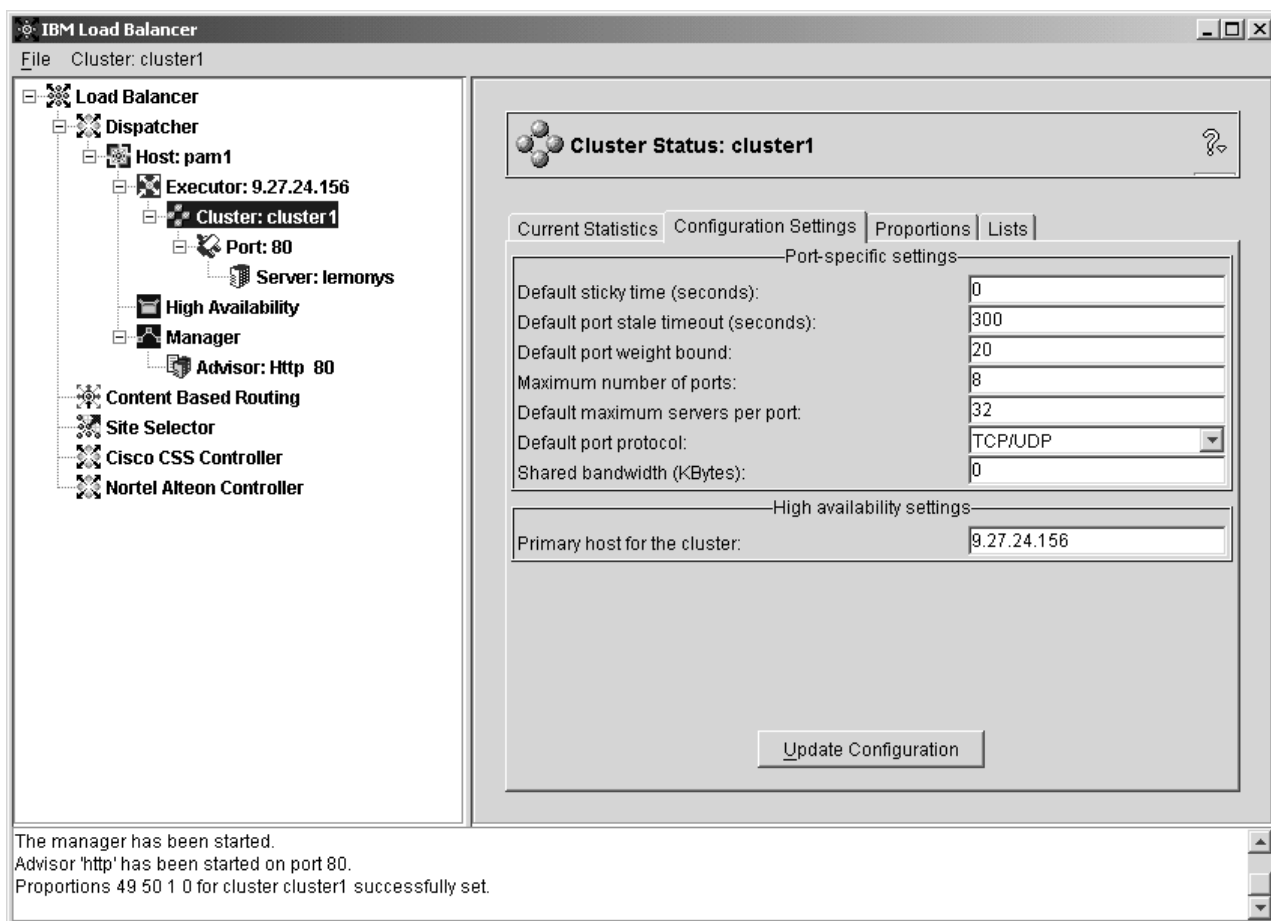 IBM Load Balancer
File Cluster: cluster1
Load Balancer
Dispatcher
Host: pam1
Executor: 9.27.24.156
Cluster: cluster1
Port: 80
Server: lemonys
High Availability
Manager
Advisor: Http 80
Content Based Routing
Site Selector
Cisco CSS Controller
Nortel Alteon Controller
Cluster Status: cluster1
?
Current Statistics Configuration Settings Proportions Lists
Port-specific settings
Default sticky time (seconds): 0
Default port stale timeout (seconds): 300
Default port weight bound: 20
Maximum number of ports: 8
Default maximum servers per port: 32
Default port protocol: TCP/UDP
Shared bandwidth (KBytes): 0
High availability settings
Primary host for the cluster: 9.27.24.156
Update Configuration
The manager has been started.
Advisor 'http' has been started on port 80.
Proportions 49 50 1 0 for cluster cluster1 successfully set.